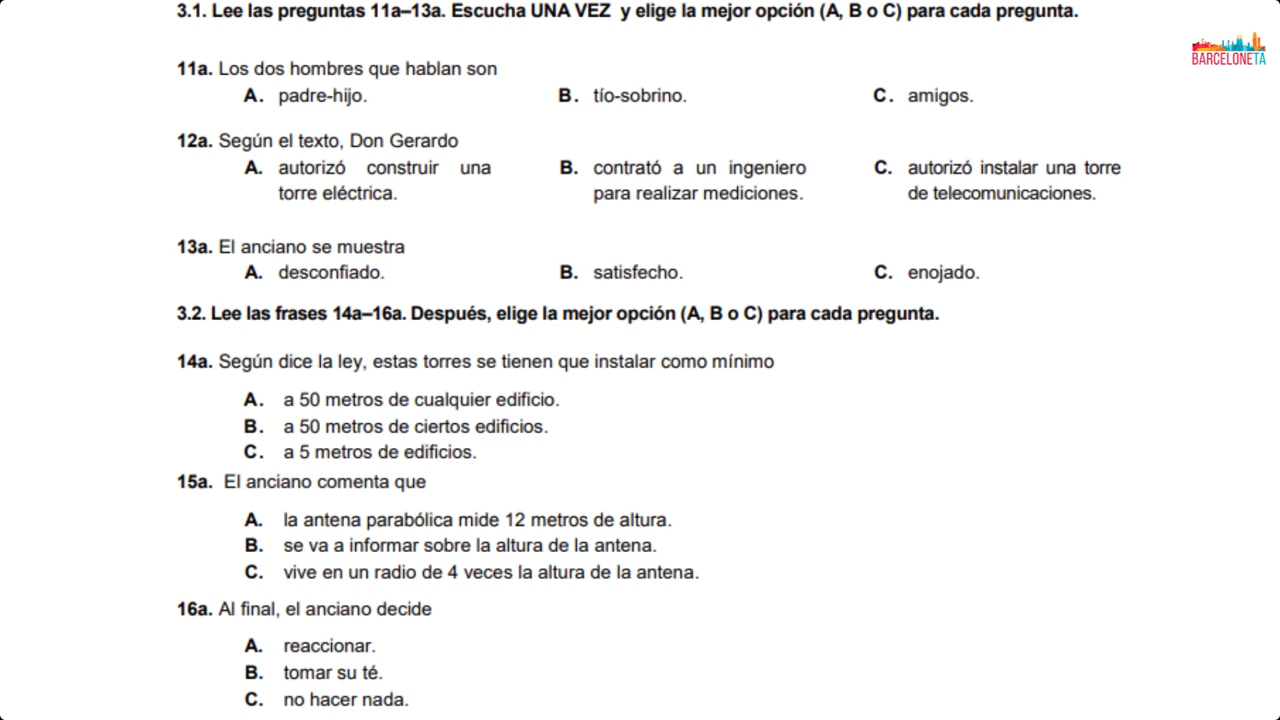 3.1. Lee las preguntas 11a–13a. Escucha UNA VEZ y elige la mejor opción (A, B o C) para cada pregunta.
BARCELONETA
11a. Los dos hombres que hablan son
A. padre-hijo. B. tío-sobrino. C. amigos.
12a. Según el texto, Don Gerardo
A. autorizó construir una B. contrató a un ingeniero C. autorizó instalar una torre
torre eléctrica. para realizar mediciones. de telecomunicaciones.
13a. El anciano se muestra
A. desconfiado. B. satisfecho. C. enojado.
3.2. Lee las frases 14a–16a. Después, elige la mejor opción (A, B o C) para cada pregunta.
14a. Según dice la ley, estas torres se tienen que instalar como mínimo
A. a 50 metros de cualquier edificio.
B. a 50 metros de ciertos edificios.
C. a 5 metros de edificios.
15a. El anciano comenta que
A. la antena parabólica mide 12 metros de altura.
B. se va a informar sobre la altura de la antena.
C. vive en un radio de 4 veces la altura de la antena.
16a. Al final, el anciano decide
A. reaccionar.
B. tomar su té.
C. no hacer nada.